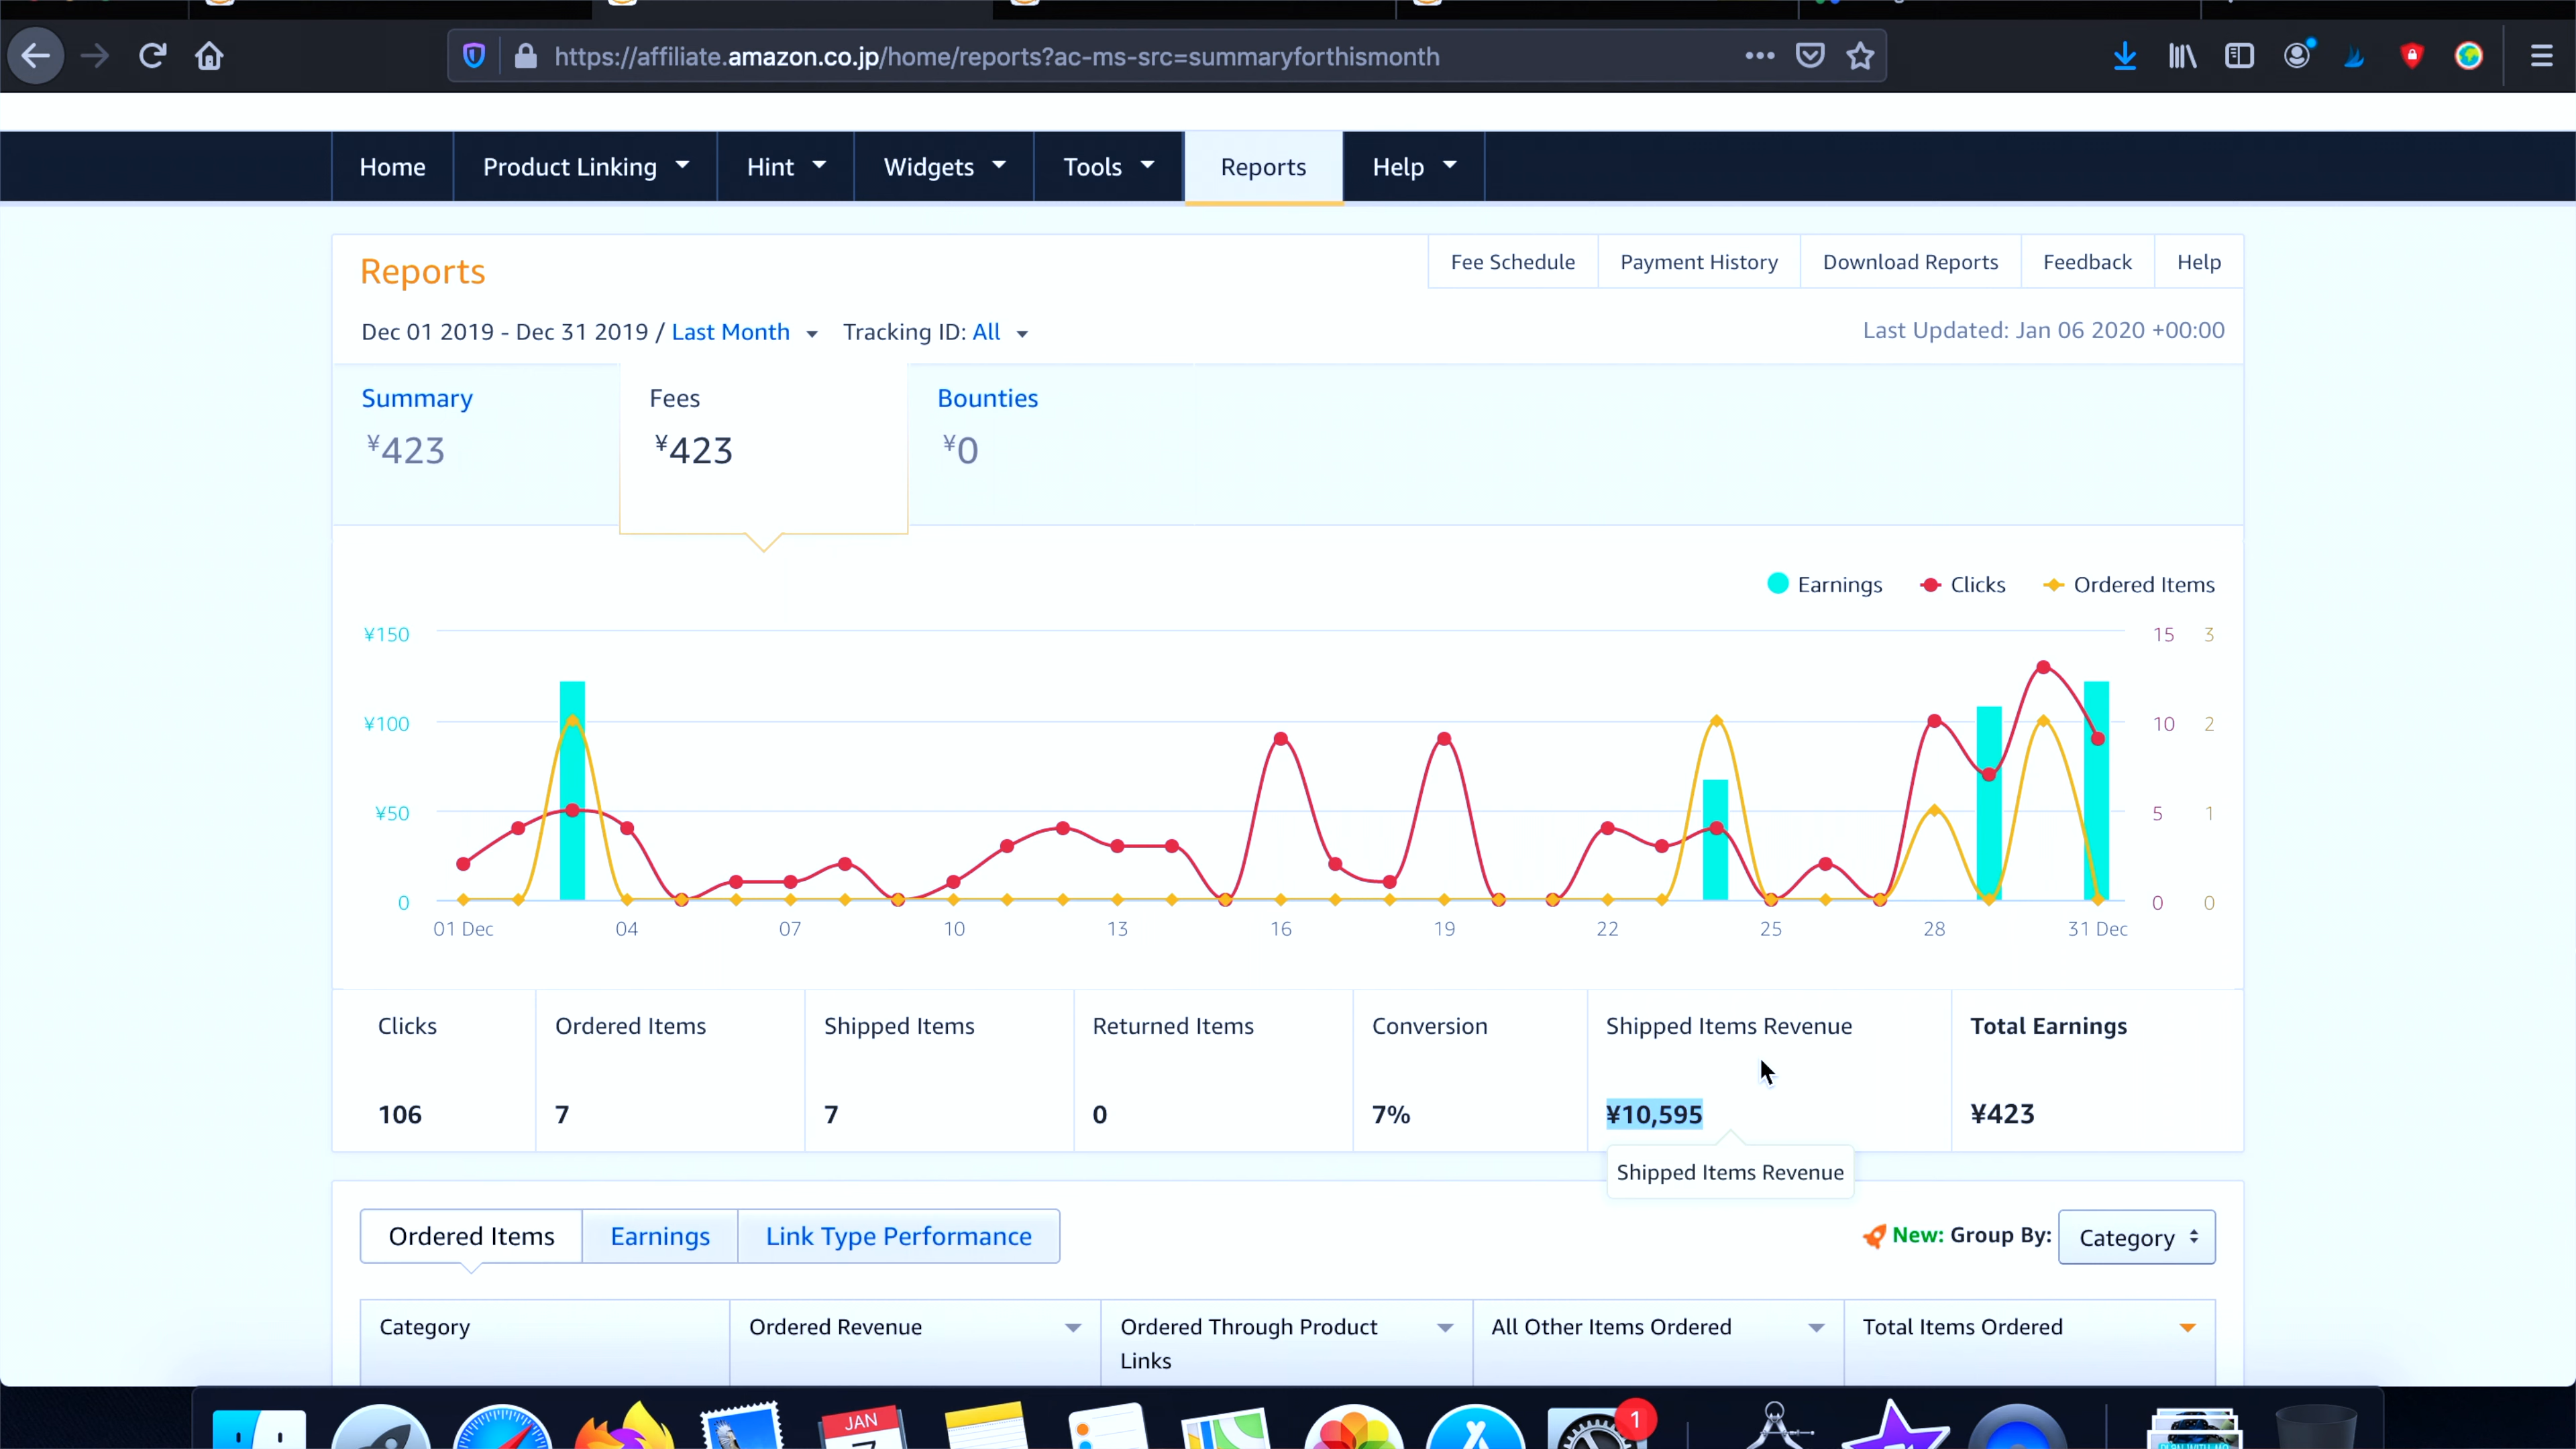 https://affiliate.amazon.co.jp/home/reports?ac-ms-src=summaryforthismonth
Home Product Linking Hint Widgets Tools Reports Help
Reports
Fee Schedule Payment History Download Reports Feedback Help
Dec 01 2019 - Dec 31 2019 / Last Month Tracking ID: All
Last Updated: Jan 06 2020 +00:00
Summary Fees Bounties
¥423 ¥423 ¥0
Earnings Clicks Ordered Items
¥150 15 3
¥100 10 2
¥50 5 1
0 0 0
01 Dec 04 07 10 13 16 19 22 25 28 31 Dec
Clicks Ordered Items Shipped Items Returned Items Conversion Shipped Items Revenue Total Earnings
106 7 7 0 7% ¥10,595 ¥423
Shipped Items Revenue
Ordered Items Earnings Link Type Performance
New: Group By: Category
Category Ordered Revenue Ordered Through Product Links All Other Items Ordered Total Items Ordered
JAN
1